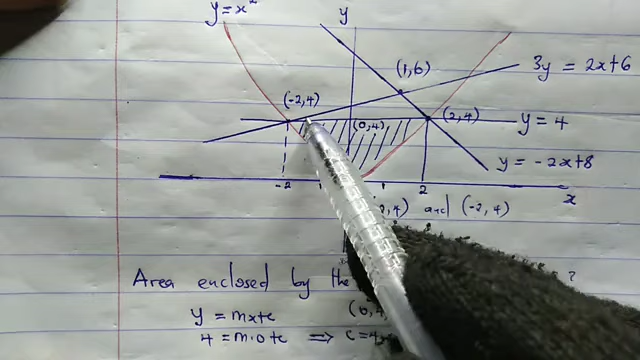 y = x²
y
3y = 2x+6
(1,6)
(-2,4)
(0,4)
(2,4)
y = 4
y = -2x+8
-2
2
x
,4) and (-2,4)
Area enclosed by the
?
y = mx+c
4 = m.0+c ⇒ c=4